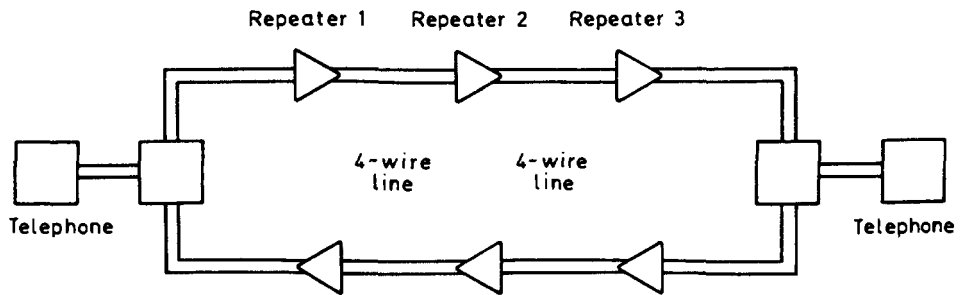 Repeater 1 Repeater 2 Repeater 3
4-wire 4-wire
line line
Telephone Telephone